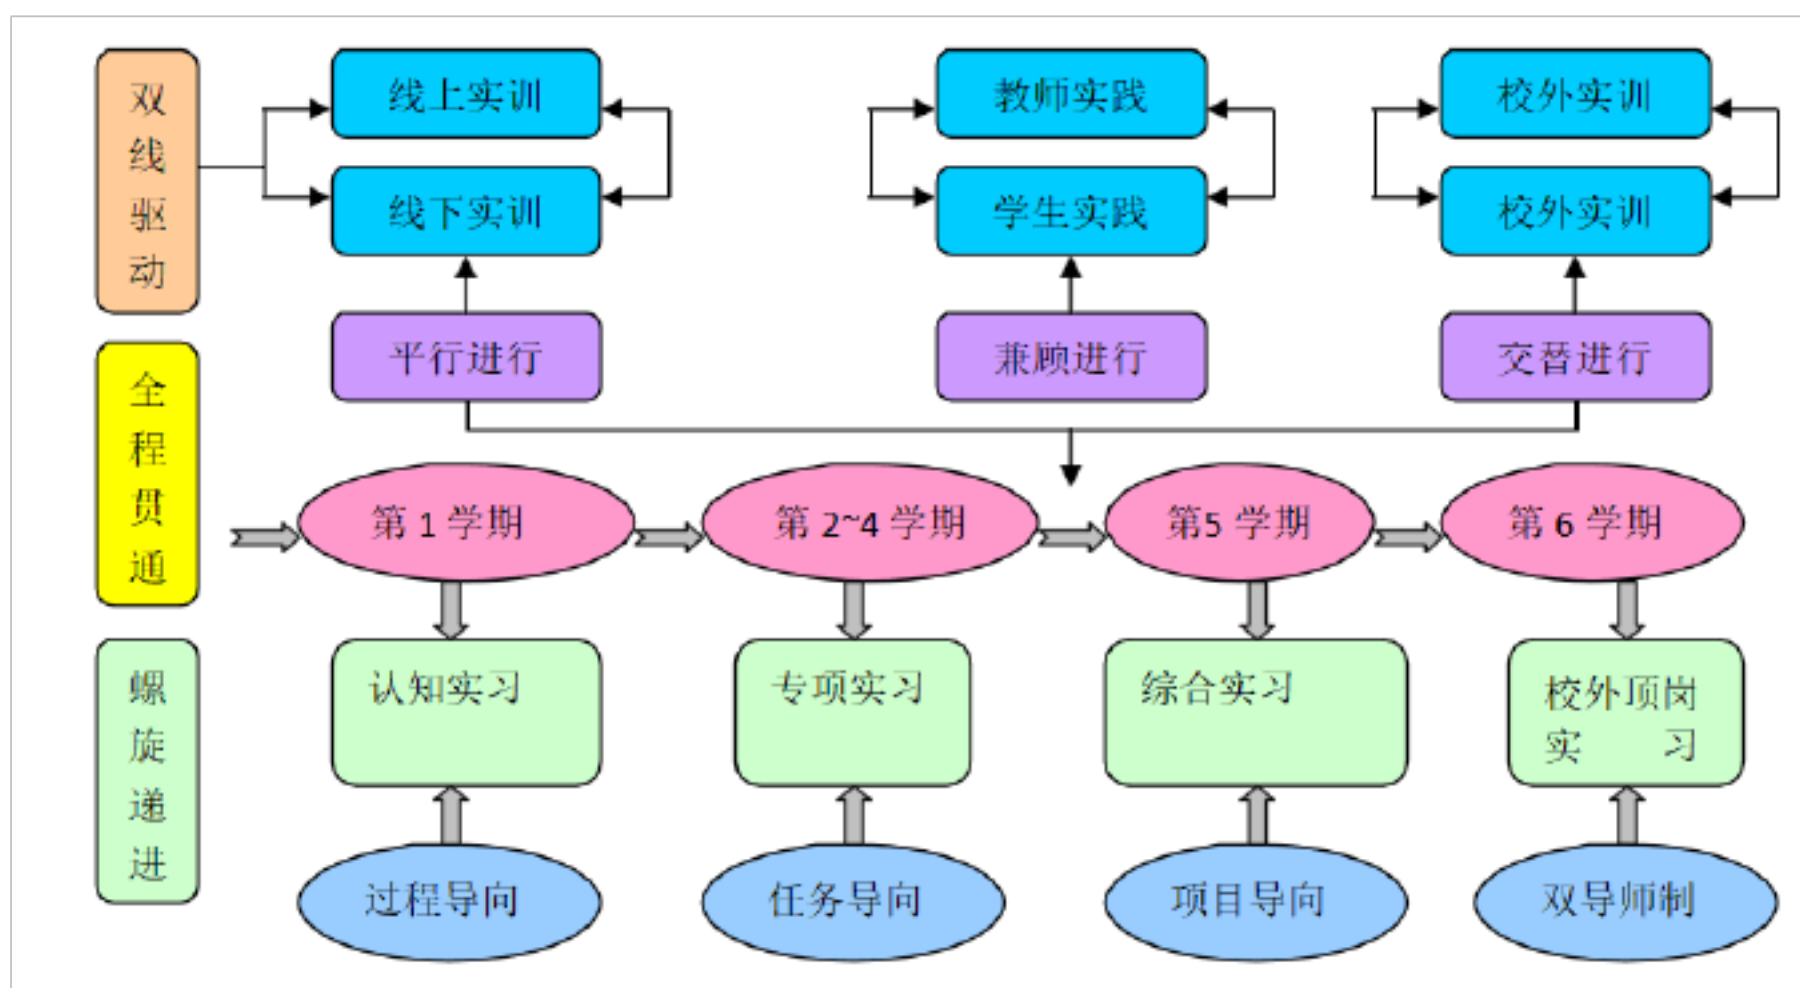 双线驱动
线上实训
教师实践
校外实训
线下实训
学生实践
校外实训
平行进行
兼顾进行
交替进行
全程贯通
第 1 学期
第 2~4 学期
第5 学期
第 6 学期
螺旋递进
认知实习
专项实习
综合实习
校外顶岗
实 习
过程导向
任务导向
项目导向
双导师制